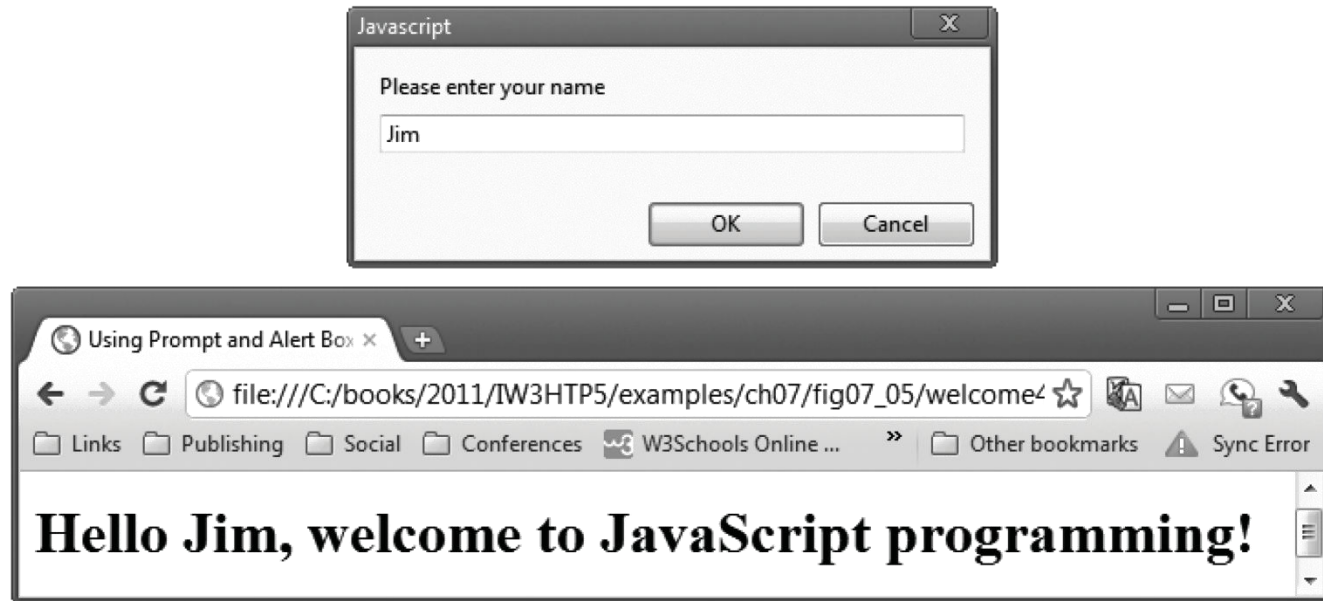 Javascript
Please enter your name
Jim
OK Cancel
Using Prompt and Alert Box
file:///C:/books/2011/IW3HTP5/examples/ch07/fig07_05/welcome4
Links Publishing Social Conferences W3Schools Online ... » Other bookmarks Sync Error
Hello Jim, welcome to JavaScript programming!